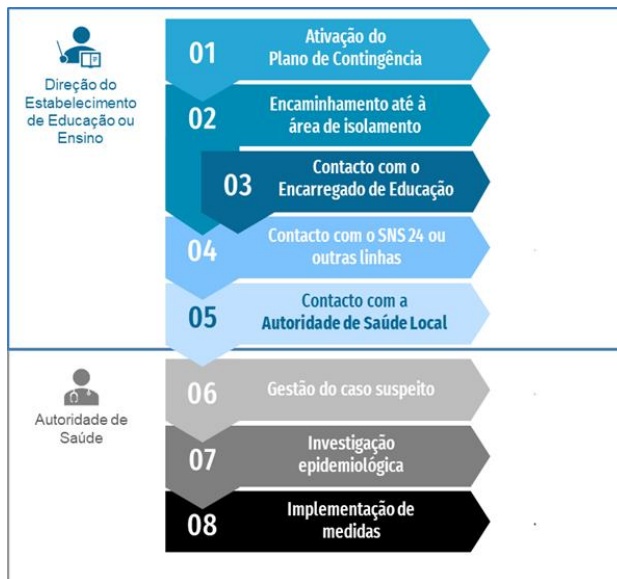 Direção do
Estabelecimento
de Educação ou
Ensino
01
Ativação do
Plano de Contingência
02
Encaminhamento até à
área de isolamento
03
Contacto com o
Encarregado de Educação
04
Contacto com o SNS 24 ou
outras linhas
05
Contacto com a
Autoridade de Saúde Local
Autoridade de
Saúde
06
Gestão do caso suspeito
07
Investigação
epidemiológica
08
Implementação de
medidas